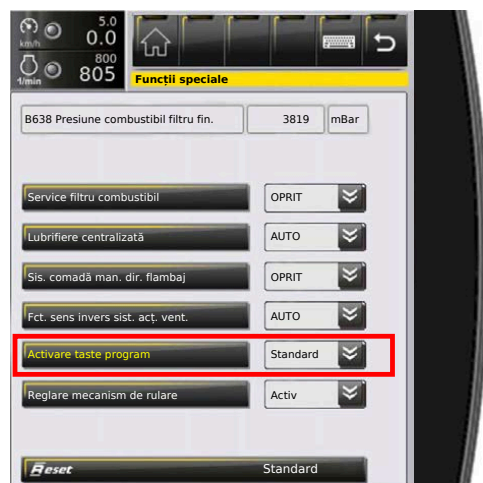 5.0
km/h 0.0
800
1/min 805
Funcții speciale
B638 Presiune combustibil filtru fin. 3819 mBar
Service filtru combustibil OPRIT
Lubrifiere centralizată AUTO
Sis. comadă man. dir. flambaj OPRIT
Fct. sens invers sist. acț. vent. AUTO
Activare taste program Standard
Reglare mecanism de rulare Activ
Reset Standard